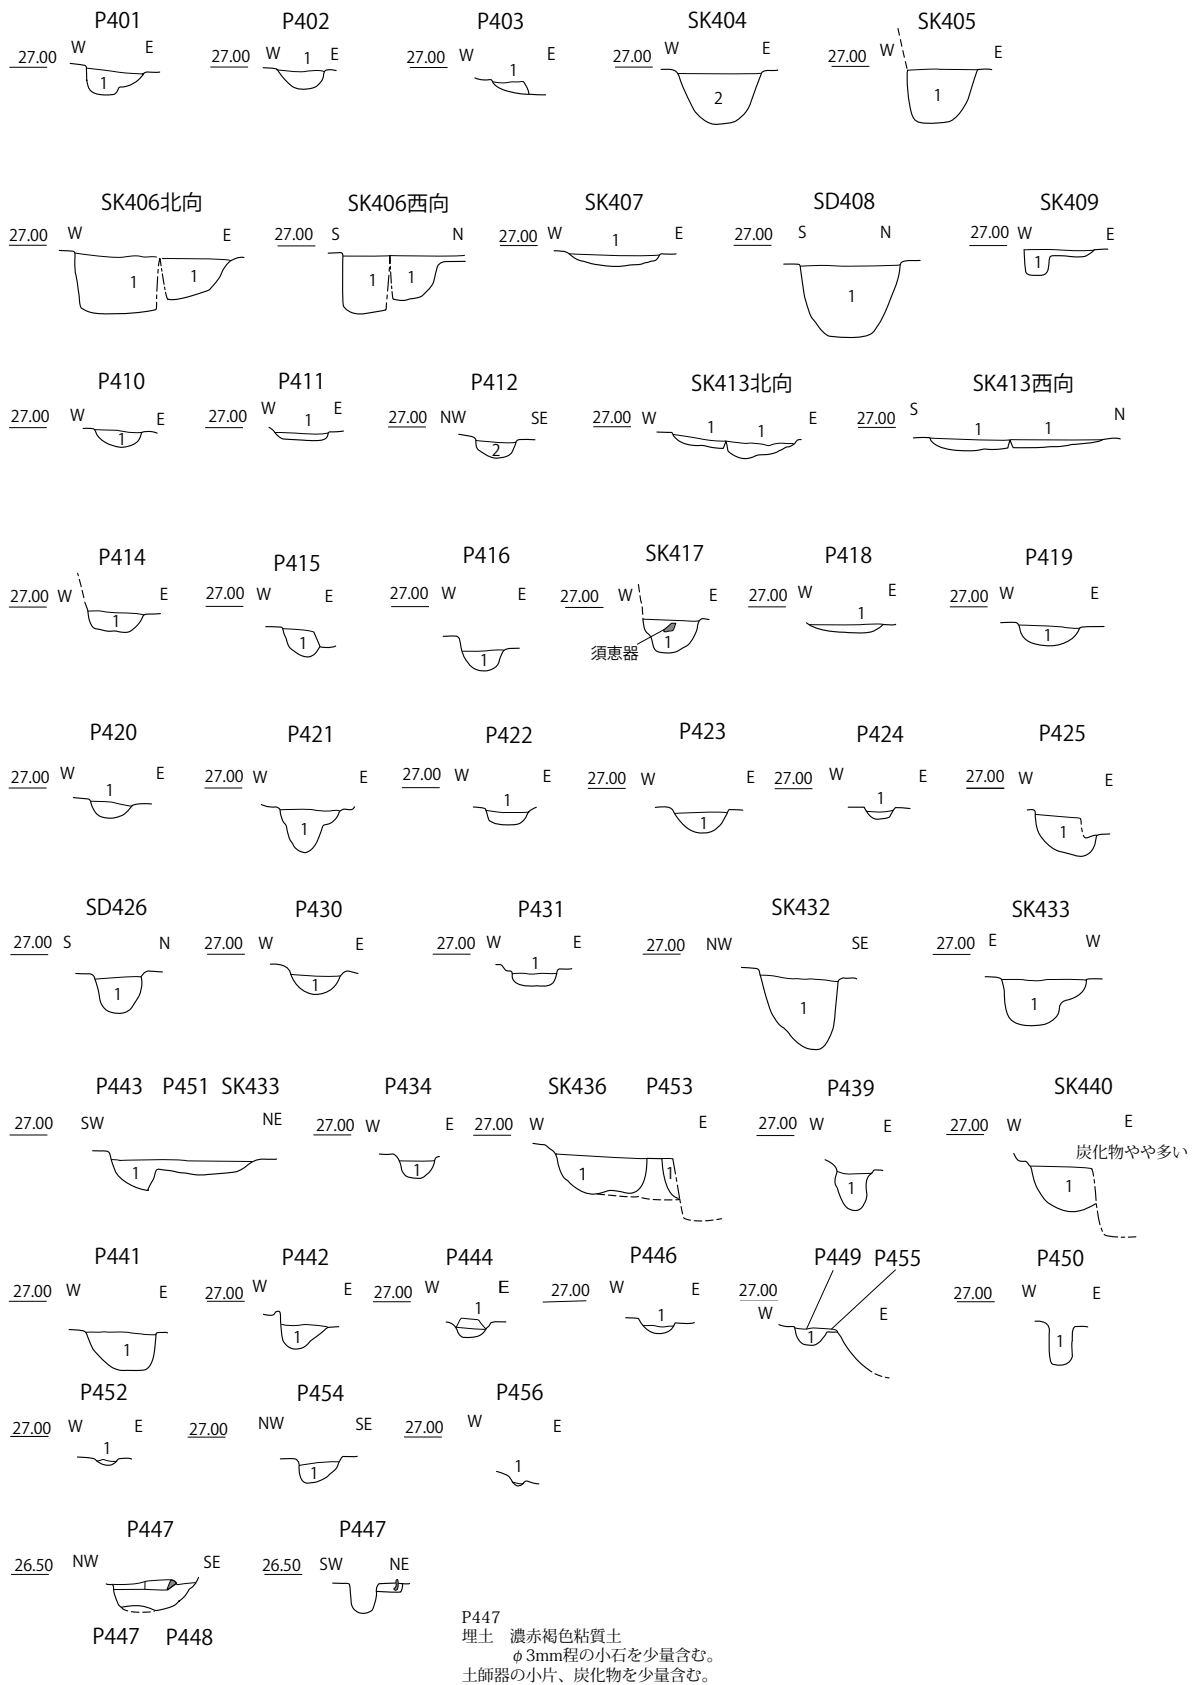 P401 P402 P403 SK404 SK405
27.00 W E 27.00 W 1 E 27.00 W E 27.00 W E 27.00 W E
1 1 2 1
SK406北向 SK406西向 SK407 SD408 SK409
27.00 W E 27.00 S N 27.00 W 1 E 27.00 S N 27.00 W E
1 1 1 1 1 1
P410 P411 P412 SK413北向 SK413西向
27.00 W E 27.00 W 1 E 27.00 NW SE 27.00 W E 27.00 S N
1 2 1 1 1 1
P414 P415 P416 SK417 P418 P419
27.00 W E 27.00 W E 27.00 W E 27.00 W E 27.00 W E 27.00 W E
1 1 1 1 1 1
須恵器
P420 P421 P422 P423 P424 P425
27.00 W E 27.00 W E 27.00 W E 27.00 W E 27.00 W E 27.00 W E
1 1 1 1 1 1
SD426 P430 P431 SK432 SK433
27.00 S N 27.00 W E 27.00 W E 27.00 NW SE 27.00 E W
1 1 1 1 1
P443 P451 SK433 P434 SK436 P453 P439 SK440
27.00 SW NE 27.00 W E 27.00 W E 27.00 W E 27.00 W E
炭化物やや多い
1 1 1 1 1 1
P441 P442 P444 P446 P449 P455 P450
27.00 W E 27.00 W E 27.00 W E 27.00 W E 27.00 W E 27.00 W E
1 1 1 1 1 1
P452 P454 P456
27.00 W E 27.00 NW SE 27.00 W E
1 1 1
P447 P447
26.50 NW SE 26.50 SW NE
P447 P448
P447
埋土 濃赤褐色粘質土
φ3mm程の小石を少量含む。
土師器の小片、炭化物を少量含む。